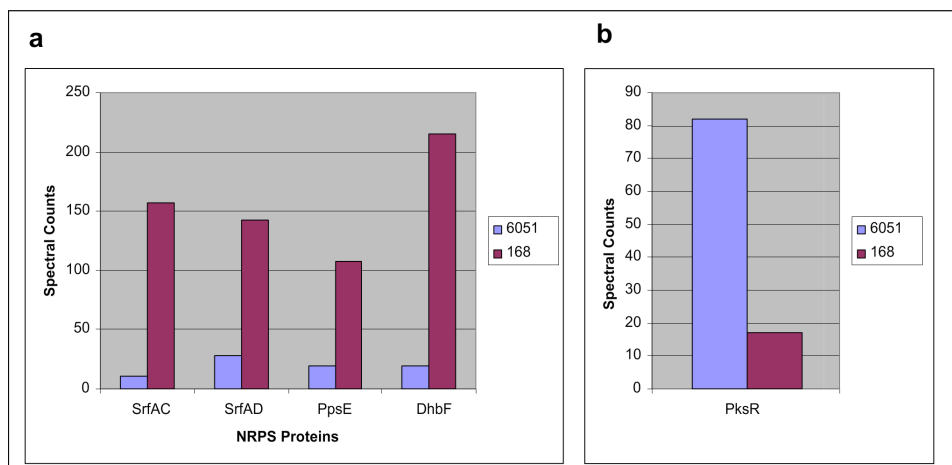 a
250
200
150
100
50
0
Spectral Counts
SrfAC SrfAD PpsE DhbF
NRPS Proteins
6051
168
b
90
80
70
60
50
40
30
20
10
0
Spectral Counts
PksR
6051
168